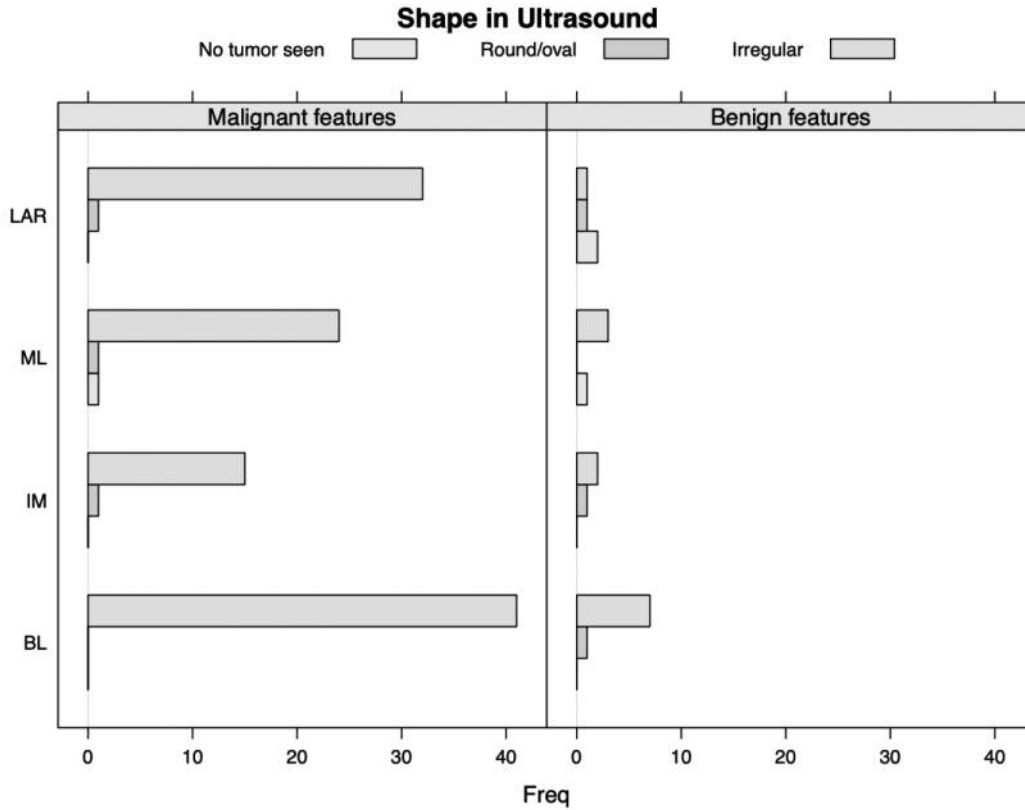 Shape in Ultrasound
No tumor seen Round/oval Irregular
Malignant features Benign features
LAR
ML
IM
BL
0 10 20 30 40 0 10 20 30 40
Freq